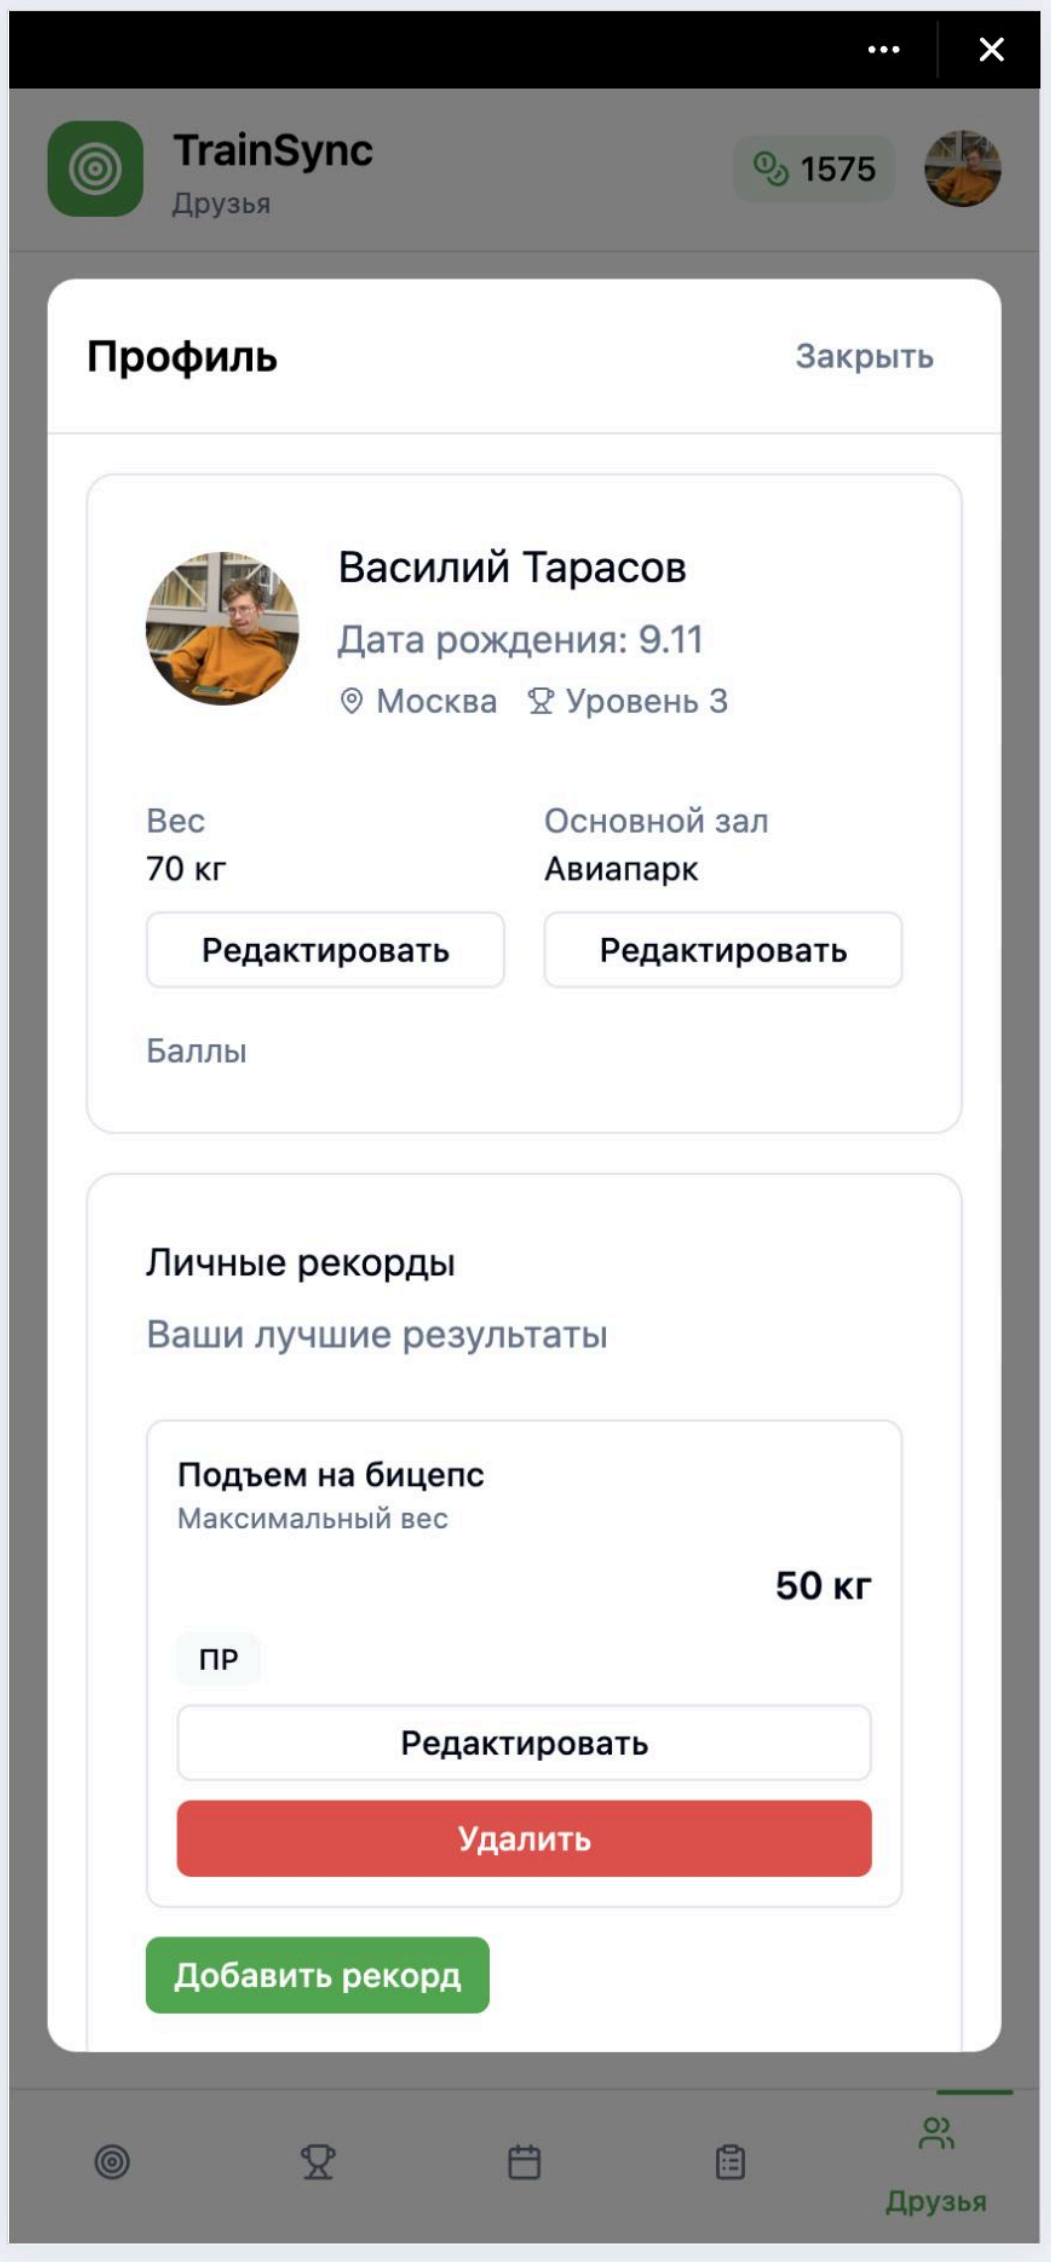 TrainSync
Друзья
1575
Профиль
Закрыть
Василий Тарасов
Дата рождения: 9.11
Москва Уровень 3
Вес
70 кг
Редактировать
Основной зал
Авиапарк
Редактировать
Баллы
Личные рекорды
Ваши лучшие результаты
Подъем на бицепс
Максимальный вес
50 кг
ПР
Редактировать
Удалить
Добавить рекорд
Друзья